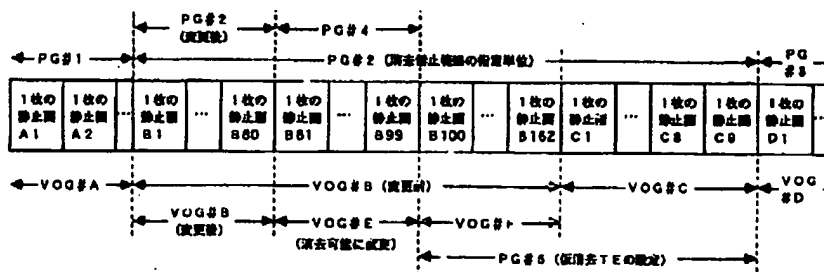 PG#2
(変更後)
PG#4
PG#1
PG#2 (消去禁止視線の指定単位)
PG
#3
1枚の 静止画 A1
1枚の 静止画 A2
…
1枚の 静止画 B1
…
1枚の 静止画 B60
1枚の 静止画 B61
…
1枚の 静止画 B99
1枚の 静止画 B100
…
1枚の 静止画 B162
1枚の 静止画 C1
…
1枚の 静止画 C8
1枚の 静止画 C9
1枚の 静止画 D1
…
VOG#A
VOG#B (変更前)
VOG#C
VOG
#D
VOG#B
(変更後)
VOG#E
(消去可能に変更)
VOG#F
PG#5 (仮消去TEの設定)